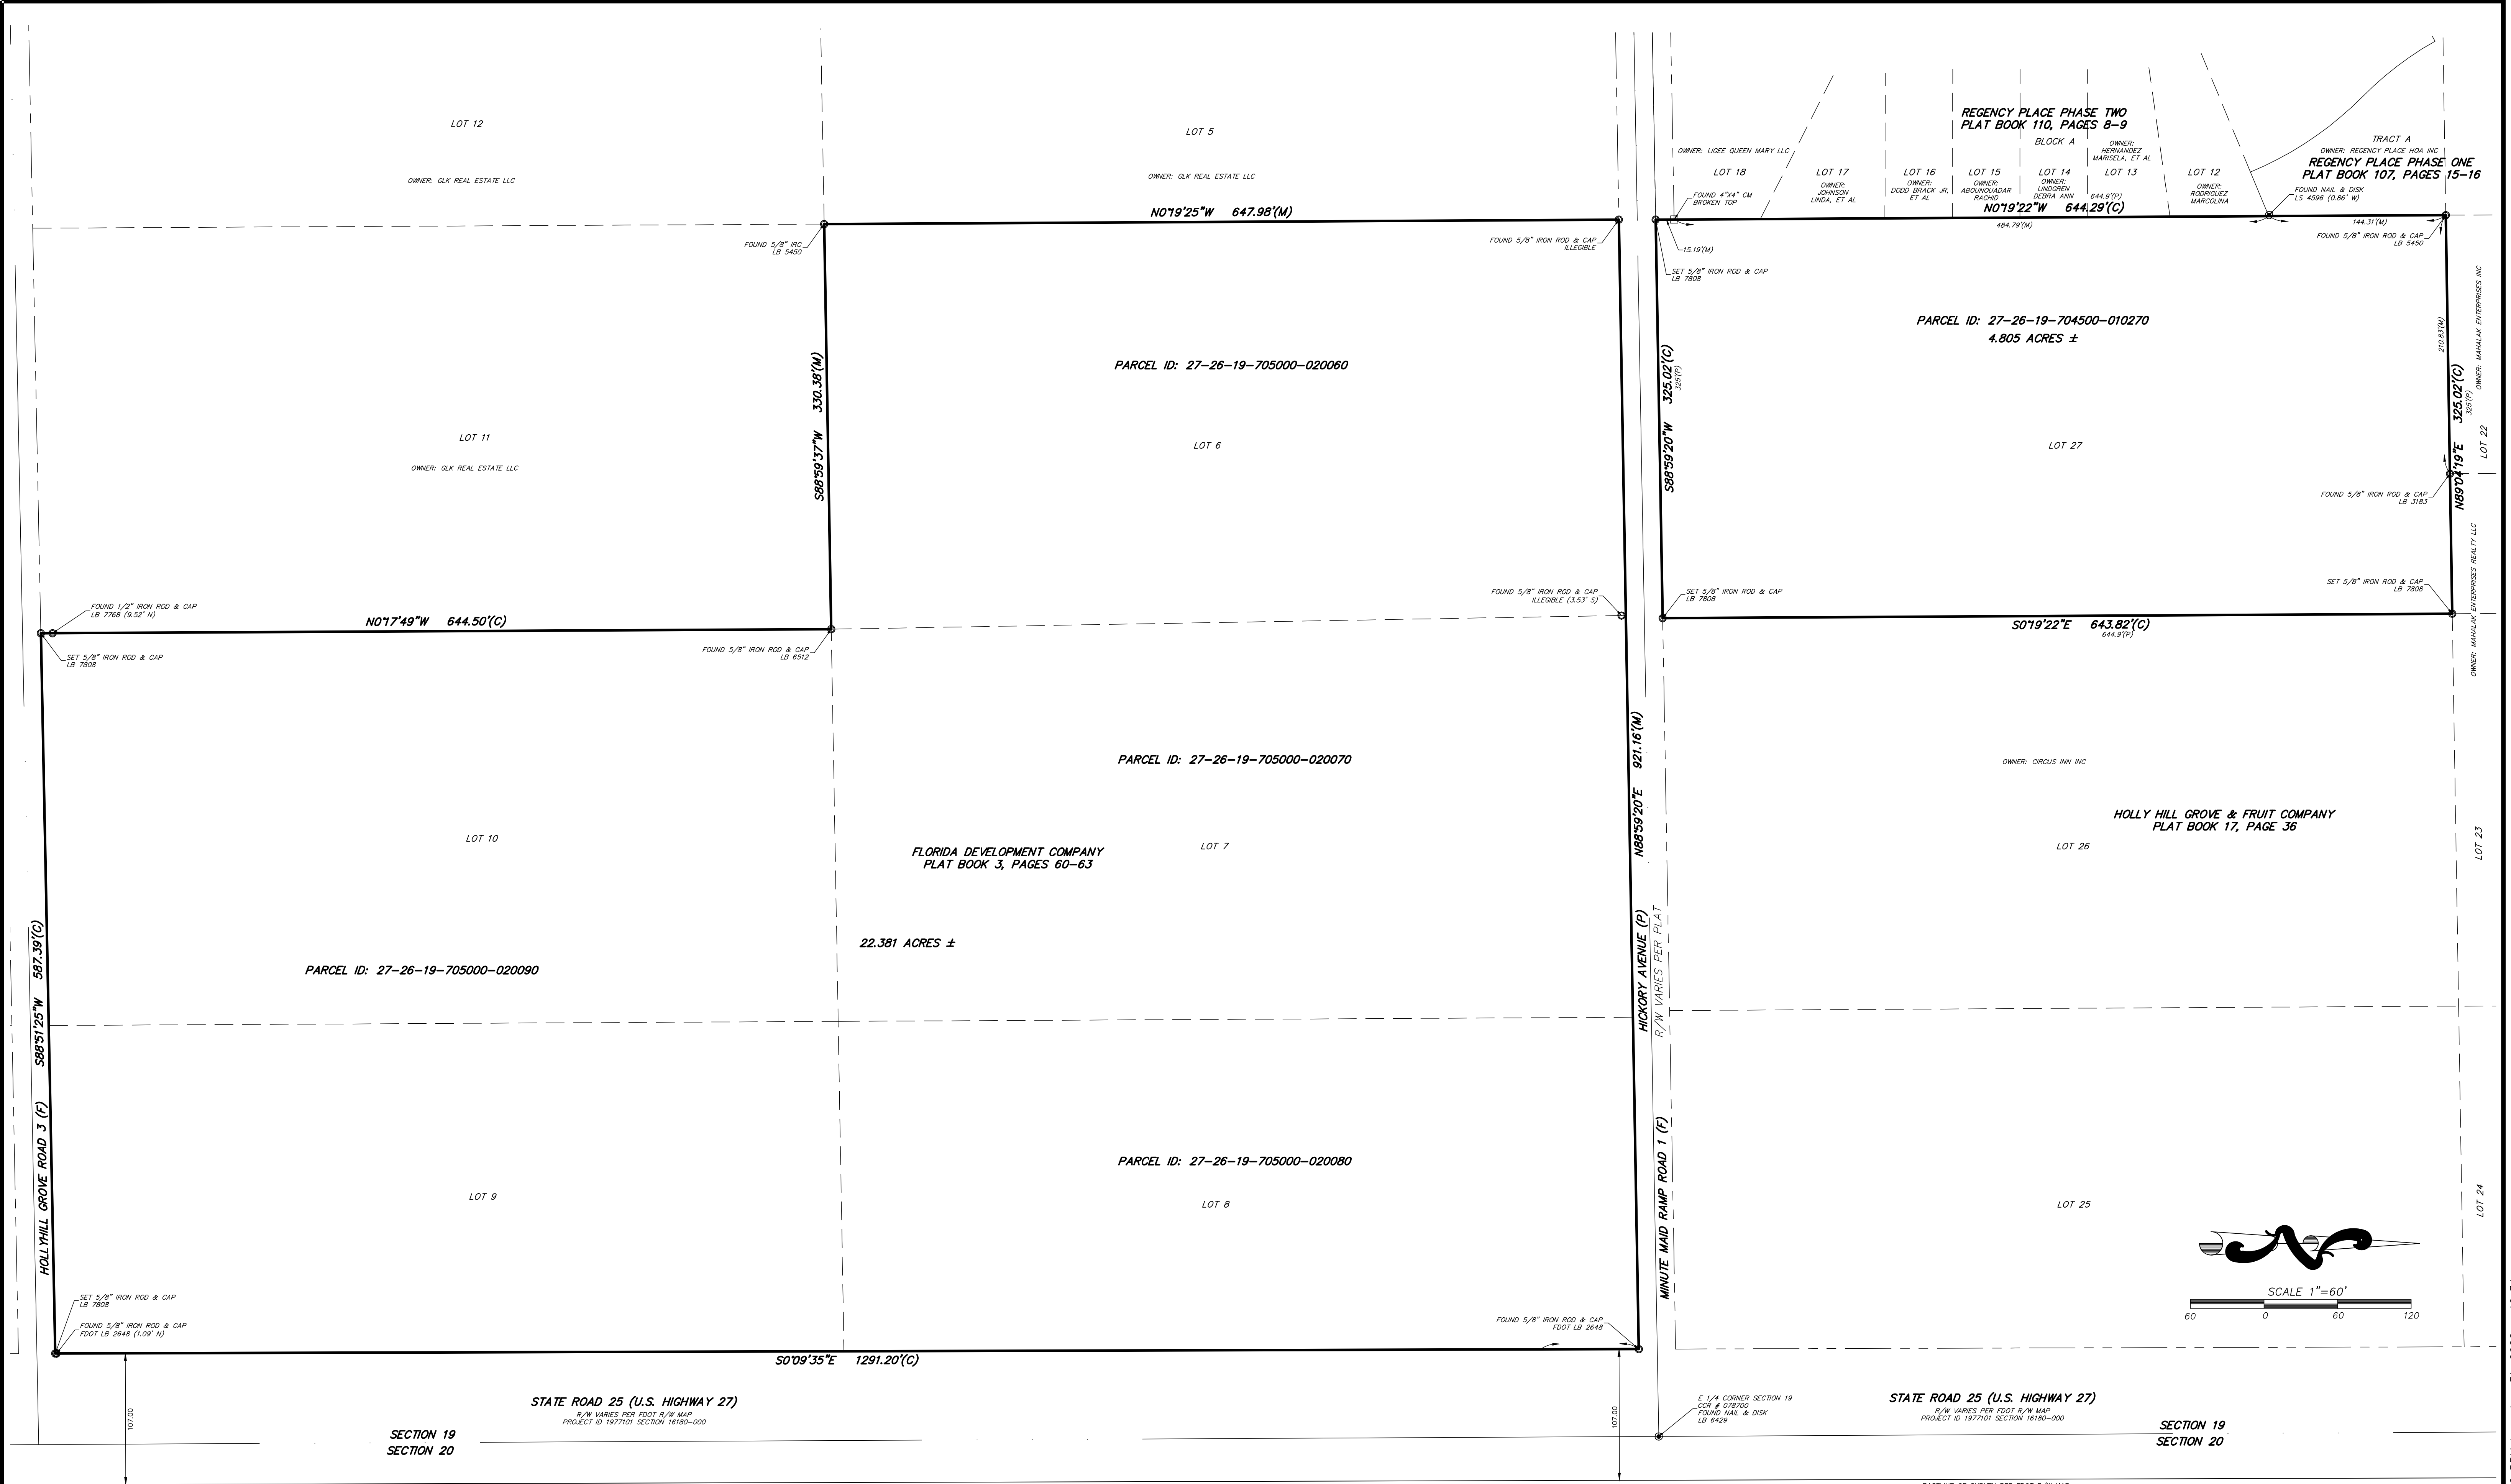 LOT 12
OWNER: GLK REAL ESTATE LLC
LOT 5
OWNER: GLK REAL ESTATE LLC
REGENCY PLACE PHASE TWO
PLAT BOOK 110, PAGES 8-9
BLOCK A
OWNER: LIGEE QUEEN MARY LLC
LOT 18
LOT 17
OWNER:
JOHNSON
LINDA, ET AL
LOT 16
OWNER:
DODD BRACK JR,
ET AL
LOT 15
OWNER:
ABOUNOUADAR
RACHID
LOT 14
OWNER:
LINDGREN
DEBRA ANN
OWNER:
HERNANDEZ
MARISELA, ET AL
LOT 13
LOT 12
OWNER:
RODRIGUEZ
MARCOLINA
TRACT A
OWNER: REGENCY PLACE HOA INC
REGENCY PLACE PHASE ONE
PLAT BOOK 107, PAGES 15-16
FOUND NAIL & DISK
LS 4596 (0.86' W)
FOUND 4"X4" CM
BROKEN TOP
644.9'(P)
N0°19'22"W 644.29'(C)
484.79'(M)
144.31'(M)
15.19'(M)
N0°19'25"W 647.98'(M)
FOUND 5/8" IRC
LB 5450
FOUND 5/8" IRON ROD & CAP
ILLEGIBLE
SET 5/8" IRON ROD & CAP
LB 7808
FOUND 5/8" IRON ROD & CAP
LB 5450
PARCEL ID: 27-26-19-704500-010270
4.805 ACRES ±
PARCEL ID: 27-26-19-705000-020060
LOT 11
OWNER: GLK REAL ESTATE LLC
S88°59'37"W 330.38'(M)
LOT 6
S88°59'20"W 325.02'(C)
325'(P)
LOT 27
210.83'(M)
N89°04'19"E 325.02'(C)
325'(P)
OWNER: MAHALAK ENTERPRISES INC
LOT 22
FOUND 5/8" IRON ROD & CAP
LB 3183
OWNER: MAHALAK ENTERPRISES REALTY LLC
FOUND 1/2" IRON ROD & CAP
LB 7768 (9.52' N)
N0°17'49"W 644.50'(C)
SET 5/8" IRON ROD & CAP
LB 7808
FOUND 5/8" IRON ROD & CAP
LB 6512
FOUND 5/8" IRON ROD & CAP
ILLEGIBLE (3.53' S)
SET 5/8" IRON ROD & CAP
LB 7808
SET 5/8" IRON ROD & CAP
LB 7808
S0°19'22"E 643.82'(C)
644.9'(P)
PARCEL ID: 27-26-19-705000-020070
N88°59'20"E 921.16'(M)
OWNER: CIRCUS INN INC
HOLLY HILL GROVE & FRUIT COMPANY
PLAT BOOK 17, PAGE 36
LOT 10
FLORIDA DEVELOPMENT COMPANY
PLAT BOOK 3, PAGES 60-63
LOT 7
LOT 26
LOT 23
22.381 ACRES ±
PARCEL ID: 27-26-19-705000-020090
S88°51'25"W 587.39'(C)
HICKORY AVENUE (P)
R/W VARIES PER PLAT
HOLLYHILL GROVE ROAD 3 (F)
MINUTE MAID RAMP ROAD 1 (F)
PARCEL ID: 27-26-19-705000-020080
LOT 9
LOT 8
LOT 25
LOT 24
SCALE 1"=60'
60 0 60 120
SET 5/8" IRON ROD & CAP
LB 7808
FOUND 5/8" IRON ROD & CAP
FDOT LB 2648 (1.09' N)
FOUND 5/8" IRON ROD & CAP
FDOT LB 2648
S0°09'35"E 1291.20'(C)
107.00
STATE ROAD 25 (U.S. HIGHWAY 27)
R/W VARIES PER FDOT R/W MAP
PROJECT ID 1977101 SECTION 16180-000
SECTION 19
SECTION 20
107.00
E 1/4 CORNER SECTION 19
CCR # 078700
FOUND NAIL & DISK
LB 6429
STATE ROAD 25 (U.S. HIGHWAY 27)
R/W VARIES PER FDOT R/W MAP
PROJECT ID 1977101 SECTION 16180-000
SECTION 19
SECTION 20